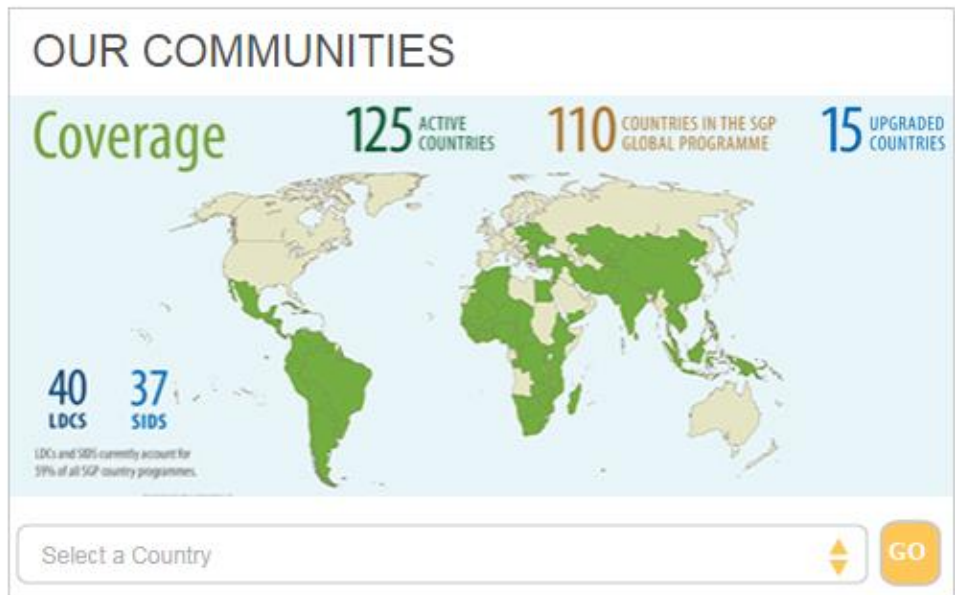 OUR COMMUNITIES
Coverage
125 ACTIVE
COUNTRIES
110 COUNTRIES IN THE SGP
GLOBAL PROGRAMME
15 UPGRADED
COUNTRIES
40
LDCS
37
SIDS
LDCs and SIDS currently account for
59% of all SGP country programmes.
Select a Country
GO